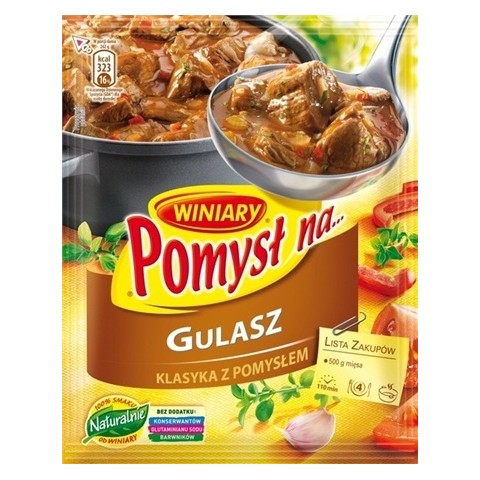 kcal
323
16%
WINIARY
Pomysł na...
GULASZ
KLASYKA Z POMYSŁEM
LISTA ZAKUPÓW
• 500 g mięsa
110 min
4
100% SMAKU
Naturalnie
OD WINIARY
BEZ DODATKU:
KONSERWANTÓW
GLUTAMINIANU SODU
BARWNIKÓW